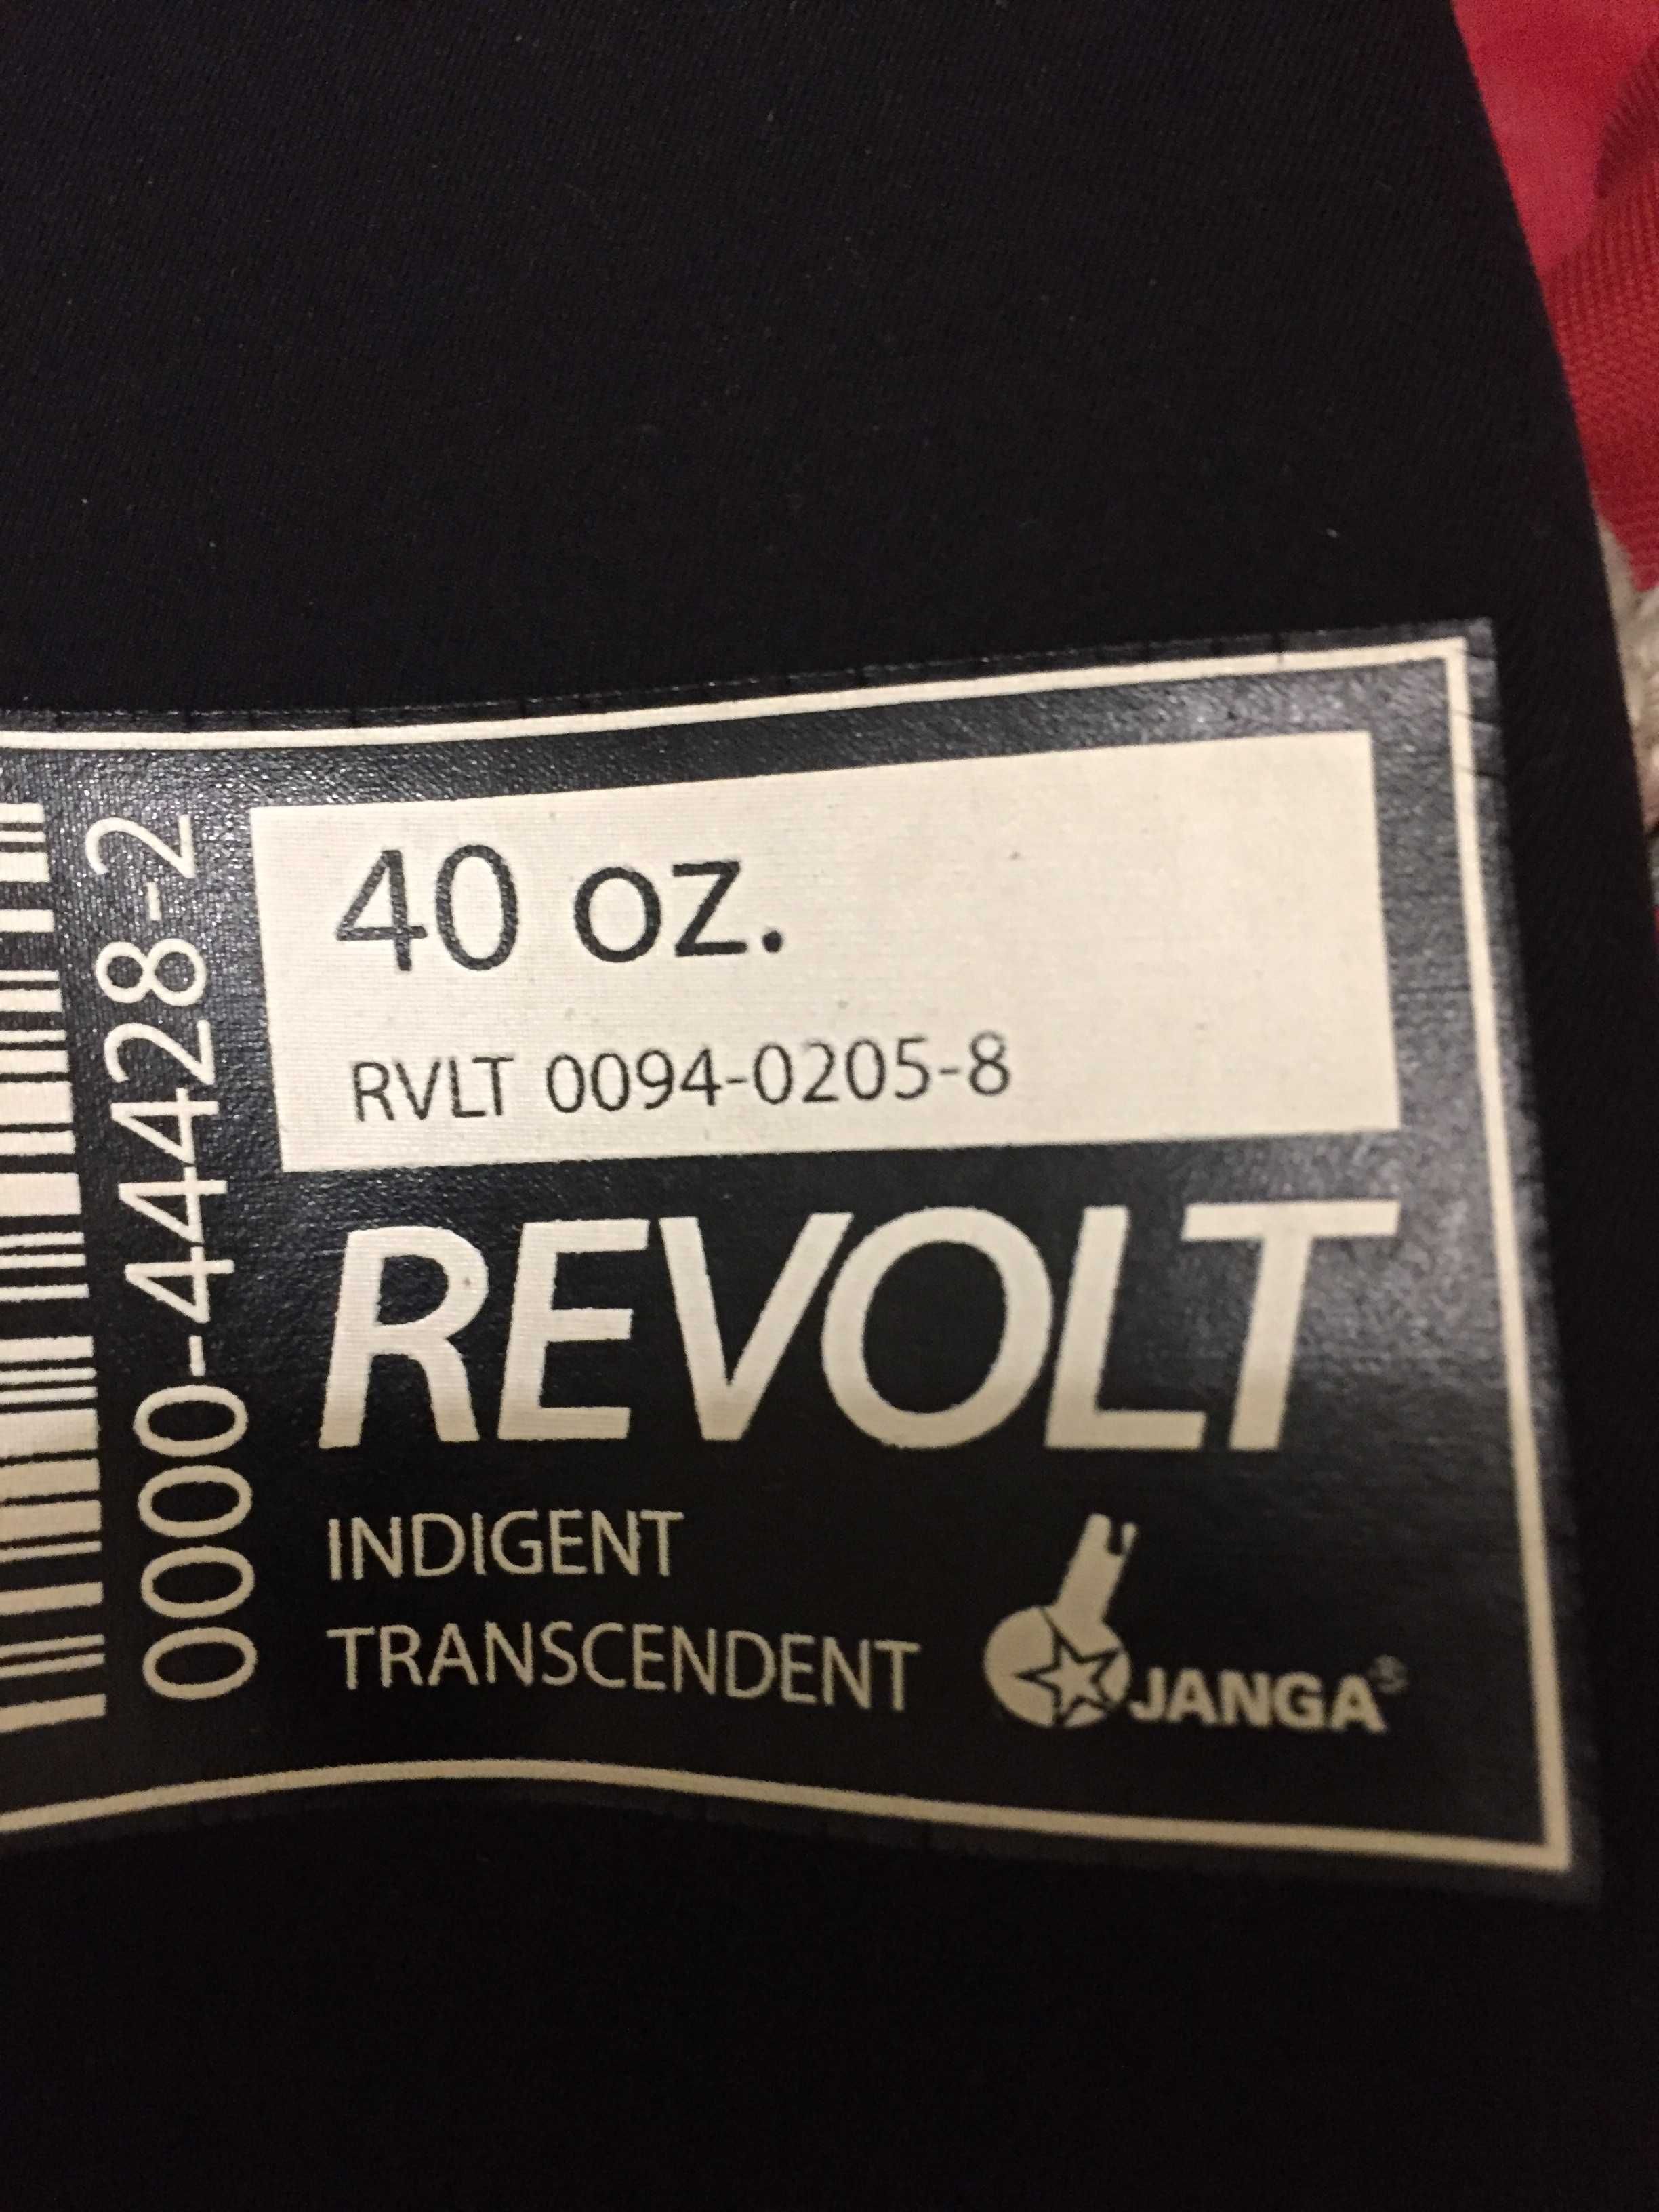 0000-44428-2
40 oz.
RVLT 0094-0205-8
REVOLT
INDIGENT
TRANSCENDENT
JANGA®